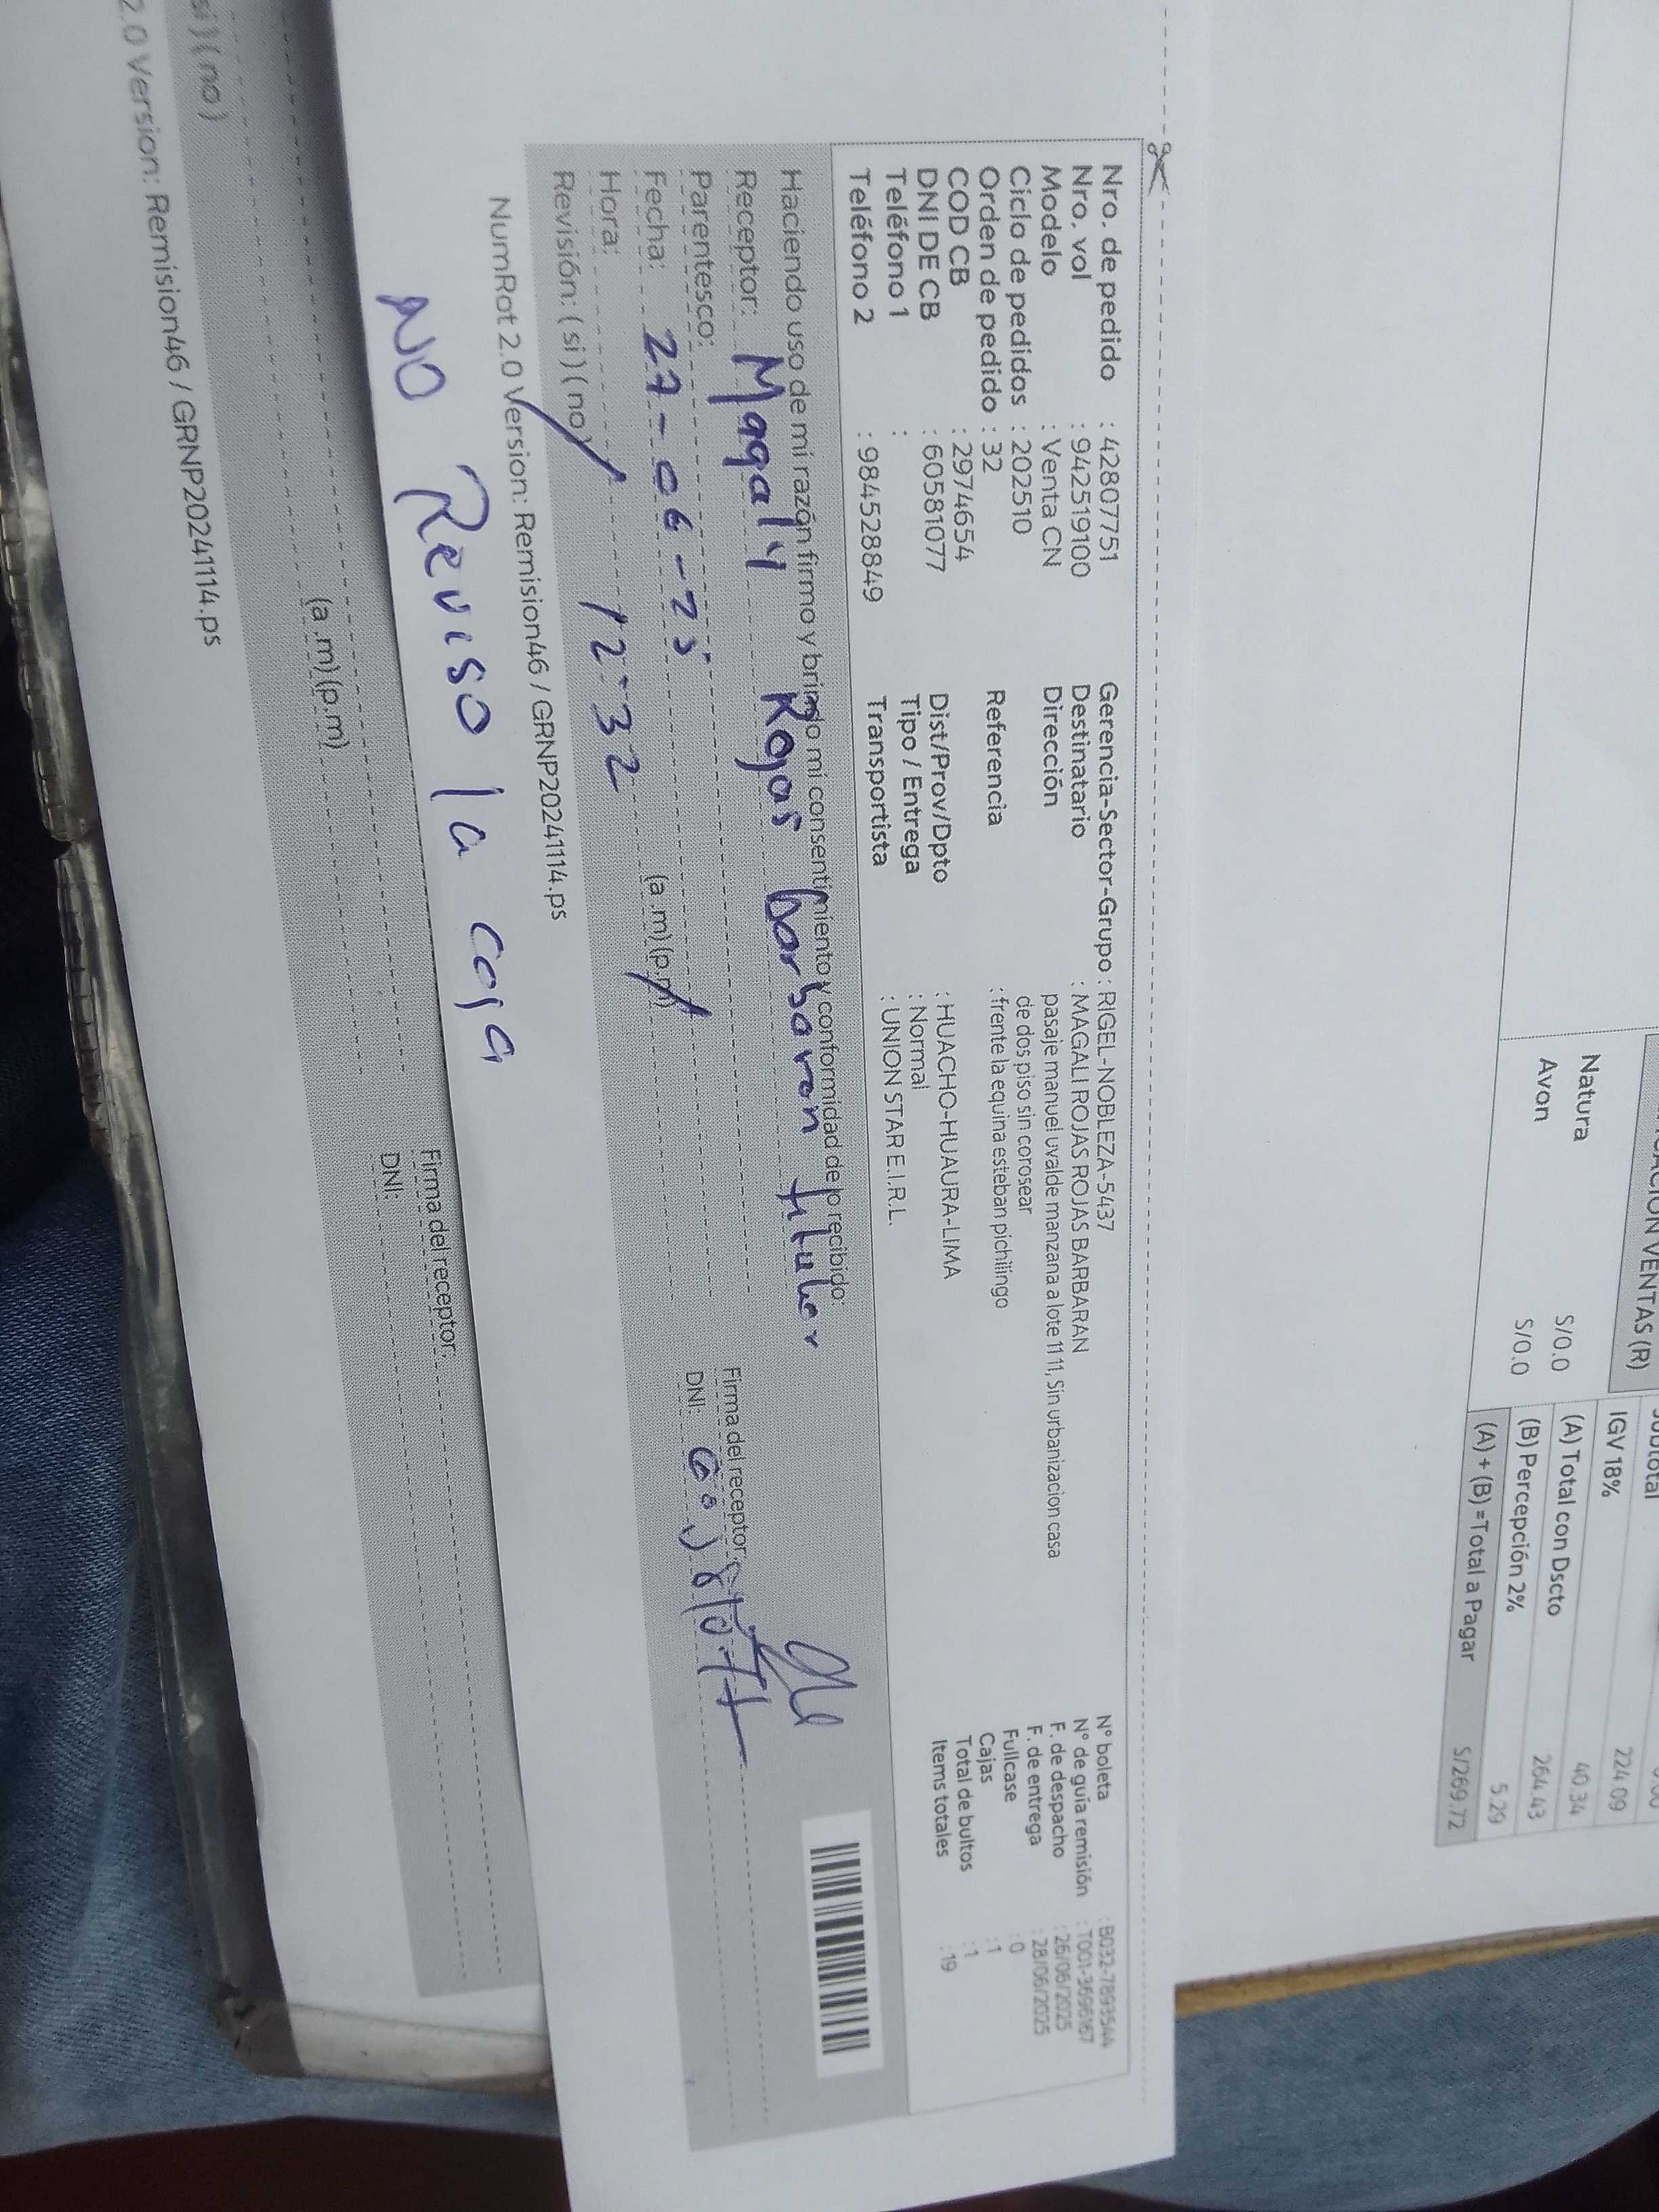 ACION VENTAS (R)
Natura S/0.0
Avon S/0.0
Subtotal
IGV 18% 40.34
224.09
(A) Total con Dscto 264.43
(B) Percepción 2% 5.29
(A) + (B) =Total a Pagar S/269.72
Nro. de pedido : 42807751
Nro. vol : 942519100
Modelo : Venta CN
Ciclo de pedidos : 202510
Orden de pedido : 32
COD CB : 2974654
DNI DE CB : 60581077
Teléfono 1 :
Teléfono 2 : 984528849
Gerencia-Sector-Grupo : RIGEL-NOBLEZA-5437
Destinatario : MAGALI ROJAS ROJAS BARBARAN
Dirección pasaje manuel uvalde manzana a lote 11 11, Sin urbanizacion casa
de dos piso sin corosear
Referencia : frente la equina esteban pichilingo
Dist/Prov/Dpto : HUACHO-HUAURA-LIMA
Tipo / Entrega : Normal
Transportista : UNION STAR E.I.R.L.
N° boleta : B032-7893544
N° de guía remisión : T001-3696167
F. de despacho : 26/06/2025
F. de entrega : 28/06/2025
Fullcase : 0
Cajas : 1
Total de bultos : 1
Items totales : 19
Haciendo uso de mi razón firmo y brindo mi consentimiento y conformidad de lo recibido:
Receptor: Magaly Rojas barbaran titular
Parentesco:
Fecha: 27-06-25
Hora: 12:32 (a.m) (p.m)
Revisión: (si) (no)
Firma del receptor:
DNI: 60581077
NumRot 2.0 Version: Remision46 / GRNP20241114.ps
NO Reviso la caja
Firma del receptor:
DNI:
(a.m) (p.m)
si) (no)
2.0 Version: Remision46 / GRNP20241114.ps